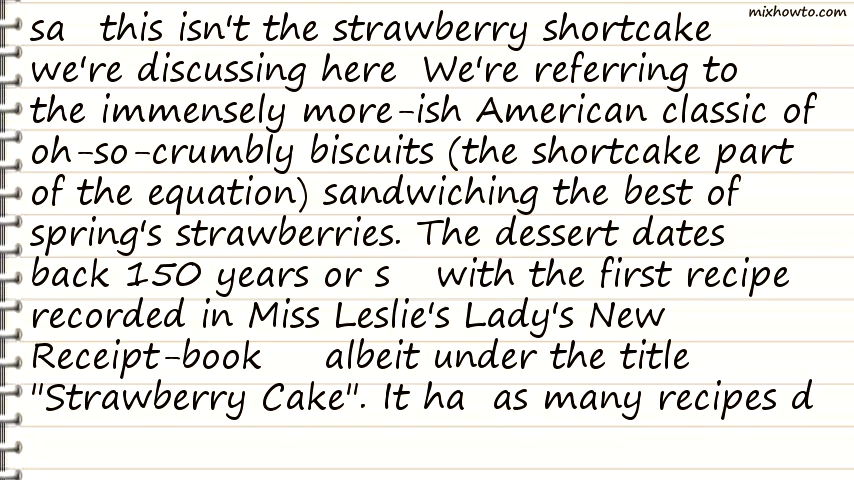 mixhowto.com
sa this isn't the strawberry shortcake
we're discussing here We're referring to
the immensely more-ish American classic of
oh-so-crumbly biscuits (the shortcake part
of the equation) sandwiching the best of
spring's strawberries. The dessert dates
back 150 years or s with the first recipe
recorded in Miss Leslie's Lady's New
Receipt-book albeit under the title
"Strawberry Cake". It ha as many recipes d